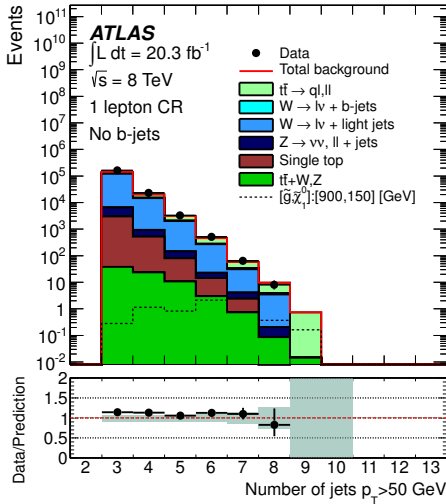 Events
10¹¹
10¹⁰
10⁹
10⁸
10⁷
10⁶
10⁵
10⁴
10³
10²
10
1
10⁻¹
10⁻²
ATLAS
∫L dt = 20.3 fb⁻¹
√s = 8 TeV
1 lepton CR
No b-jets
Data
Total background
tt̄ → ql,ll
W → lν + b-jets
W → lν + light jets
Z → νν, ll + jets
Single top
tt̄+W,Z
[g̃,χ̃₁⁰]:[900,150] [GeV]
Data/Prediction
2
1.5
1
0.5
0
2 3 4 5 6 7 8 9 10 11 12 13
Number of jets p_T>50 GeV